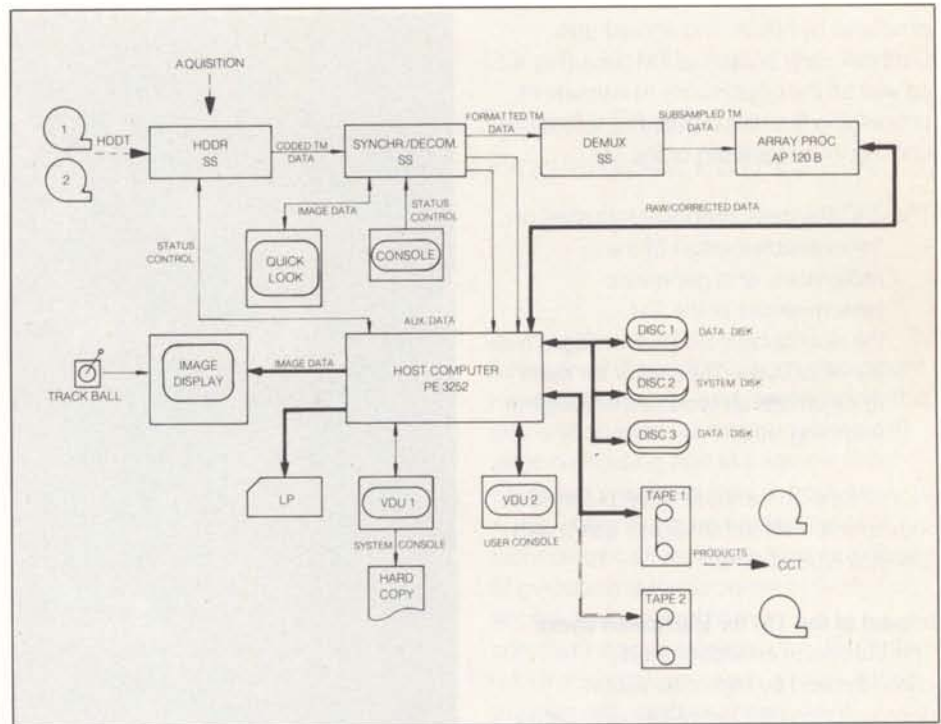 AQUISITION
1
2
HDDT
HDDR
SS
CODED TM
DATA
SYNCHR/DECOM.
SS
FORMATTED TM
DATA
DEMUX
SS
SUBSAMPLED TM
DATA
ARRAY PROC
AP 120 B
IMAGE DATA
STATUS
CONTROL
RAW/CORRECTED DATA
STATUS
CONTROL
QUICK
LOOK
CONSOLE
AUX DATA
TRACK BALL
IMAGE
DISPLAY
IMAGE DATA
HOST COMPUTER
PE 3252
DISC 1
DATA DISK
DISC 2
SYSTEM DISK
DISC 3
DATA DISK
LP
VDU 1
VDU 2
SYSTEM CONSOLE
USER CONSOLE
HARD
COPY
TAPE 1
PRODUCTS
CCT
TAPE 2